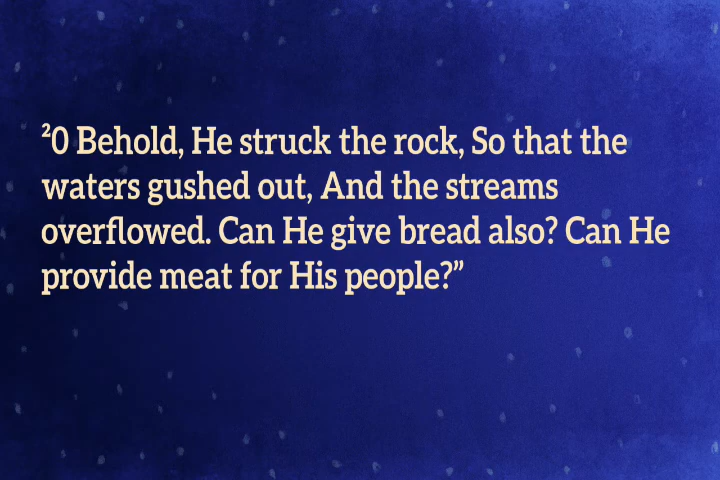 ²0 Behold, He struck the rock, So that the
waters gushed out, And the streams
overflowed. Can He give bread also? Can He
provide meat for His people?”